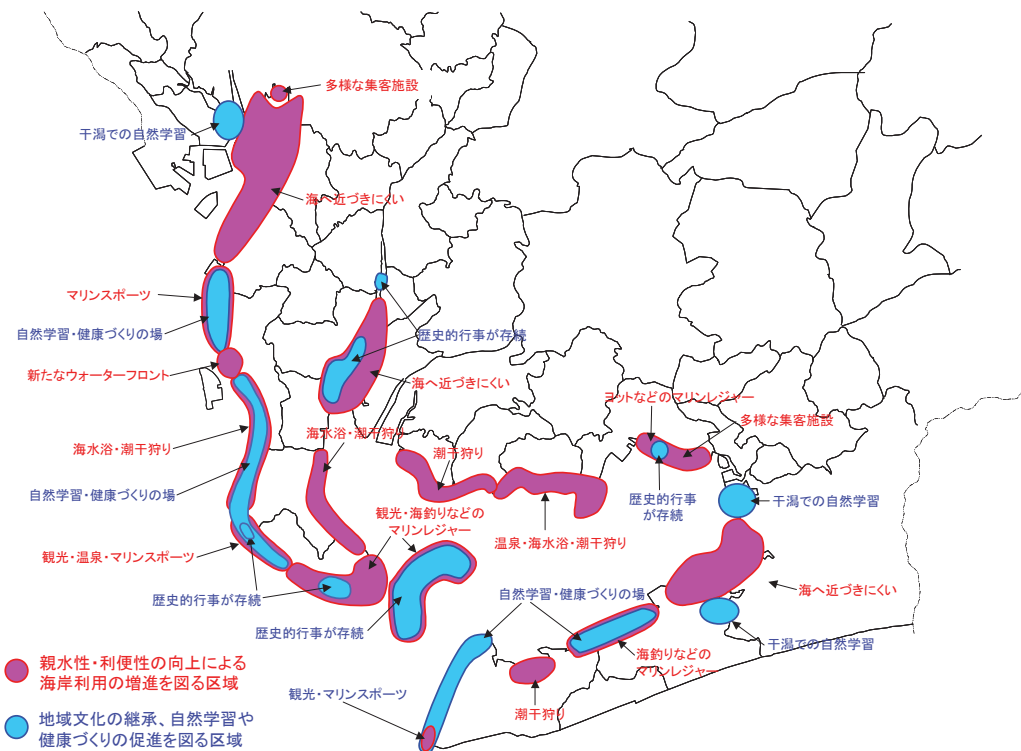 多様な集客施設
干潟での自然学習
海へ近づきにくい
マリンスポーツ
自然学習・健康づくりの場
歴史的行事が存続
新たなウォーターフロント
海へ近づきにくい
ヨットなどのマリンレジャー
多様な集客施設
海水浴・潮干狩り
海水浴・潮干狩り
潮干狩り
自然学習・健康づくりの場
歴史的行事
が存続
干潟での自然学習
観光・海釣りなどの
マリンレジャー
温泉・海水浴・潮干狩り
観光・温泉・マリンスポーツ
歴史的行事が存続
自然学習・健康づくりの場
海へ近づきにくい
歴史的行事が存続
干潟での自然学習
海釣りなどの
マリンレジャー
観光・マリンスポーツ
潮干狩り
親水性・利便性の向上による
海岸利用の増進を図る区域
地域文化の継承、自然学習や
健康づくりの促進を図る区域